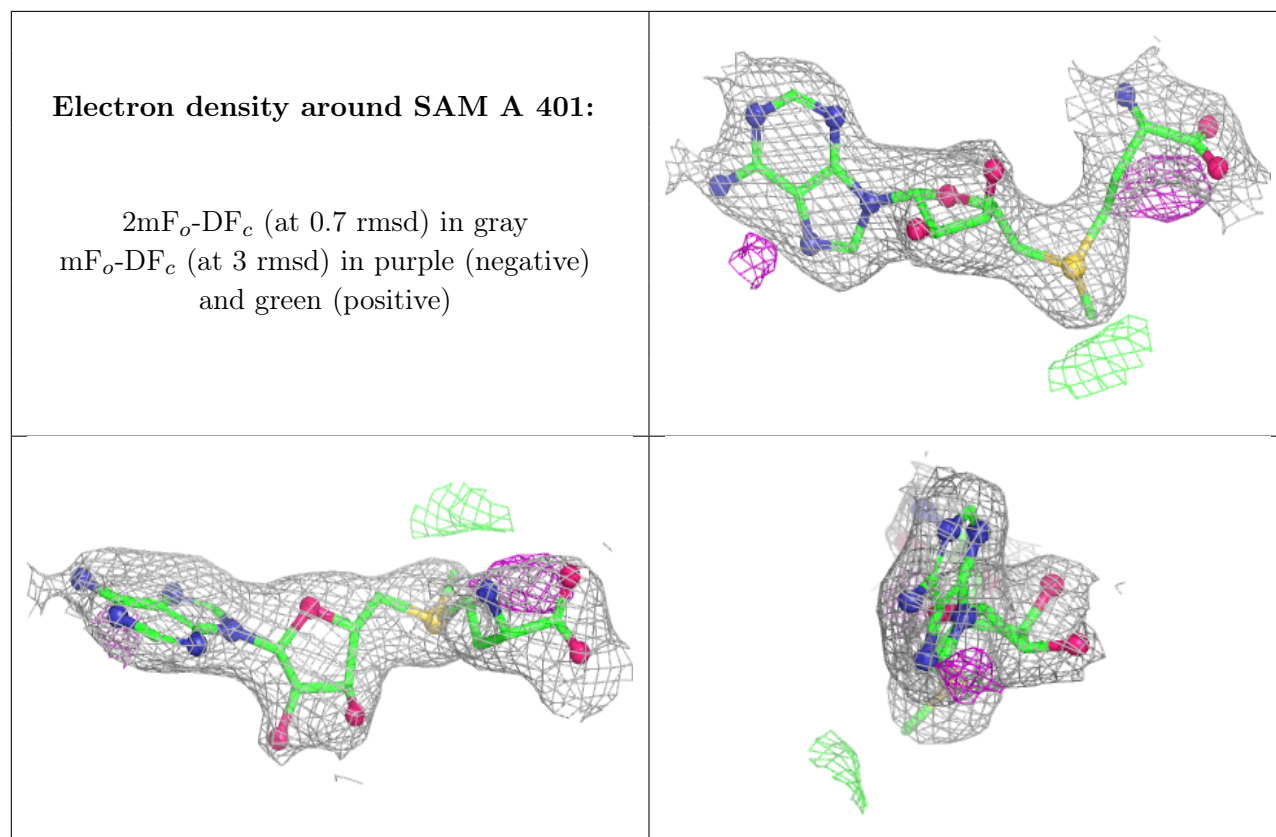 Electron density around SAM A 401:
2mFo-DFc (at 0.7 rmsd) in gray
mFo-DFc (at 3 rmsd) in purple (negative)
and green (positive)